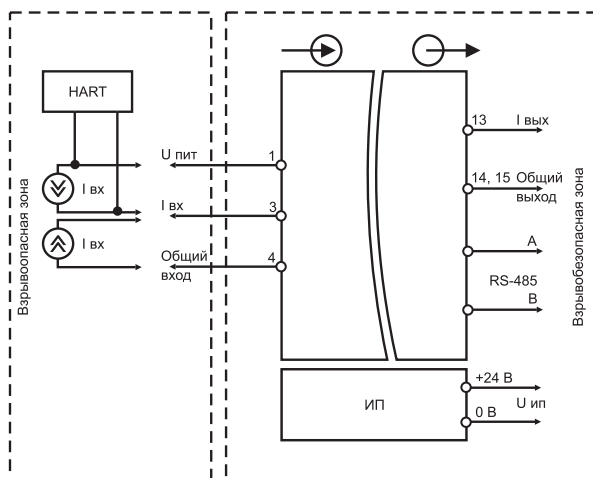 Взрывоопасная зона
HART
I вх
I вх
U пит
1
I вх
3
Общий
вход
4
13
I вых
14, 15 Общий
выход
A
RS-485
B
ИП
+24 В
U ип
0 В
Взрывобезопасная зона